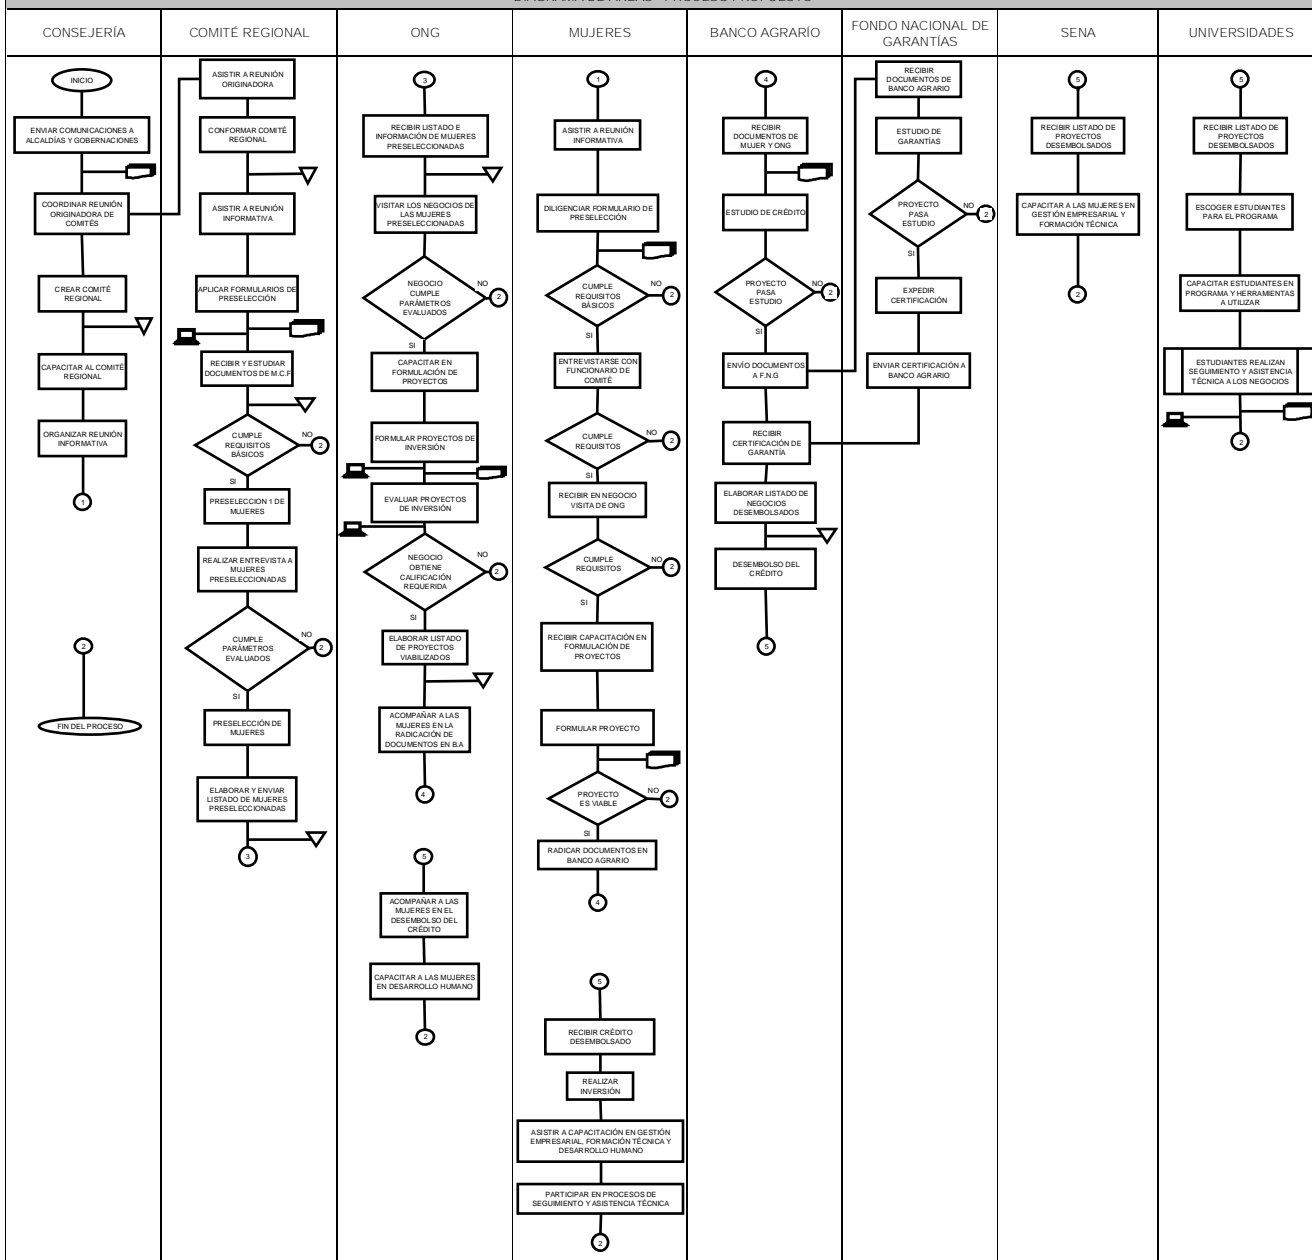 CONSEJERÍA
COMITÉ REGIONAL
ONG
MUJERES
BANCO AGRARÍO
FONDO NACIONAL DE
GARANTÍAS
SENA
UNIVERSIDADES
INICIO
ENVIAR COMUNICACIONES A
ALCALDÍAS Y GOBERNACIONES
COORDINAR REUNIÓN
ORIGINADORA DE
COMITÉS
CREAR COMITÉ
REGIONAL
CAPACITAR AL COMITÉ
REGIONAL
ORGANIZAR REUNIÓN
INFORMATIVA
1
2
FIN DEL PROCESO
ASISTIR A REUNIÓN
ORIGINADORA
CONFORMAR COMITÉ
REGIONAL
ASISTIR A REUNIÓN
INFORMATIVA
APLICAR FORMULARIOS DE
PRESELECCIÓN
RECIBIR Y ESTUDIAR
DOCUMENTOS DE M.C.F
CUMPLE
REQUISITOS
BÁSICOS
NO
2
SI
PRESELECCION 1 DE
MUJERES
REALIZAR ENTREVISTA A
MUJERES
PRESELECCIONADAS
CUMPLE
PARÁMETROS
EVALUADOS
NO
2
SI
PRESELECCIÓN DE
MUJERES
ELABORAR Y ENVIAR
LISTADO DE MUJERES
PRESELECCIONADAS
3
3
RECIBIR LISTADO E
INFORMACIÓN DE MUJERES
PRESELECCIONADAS
VISITAR LOS NEGOCIOS DE
LAS MUJERES
PRESELECCIONADAS
NEGOCIO
CUMPLE
PARÁMETROS
EVALUADOS
NO
2
SI
CAPACITAR EN
FORMULACIÓN DE
PROYECTOS
FORMULAR PROYECTOS DE
INVERSIÓN
EVALUAR PROYECTOS
DE INVERSIÓN
NEGOCIO
OBTIENE
CALIFICACIÓN
REQUERIDA
NO
2
SI
ELABORAR LISTADO
DE PROYECTOS
VIABILIZADOS
ACOMPAÑAR A LAS
MUJERES EN LA
RADICACIÓN DE
DOCUMENTOS EN B.A
4
5
ACOMPAÑAR A LAS
MUJERES EN EL
DESEMBOLSO DEL
CRÉDITO
CAPACITAR A LAS MUJERES
EN DESARROLLO HUMANO
2
1
ASISTIR A REUNIÓN
INFORMATIVA
DILIGENCIAR FORMULARIO DE
PRESELECCIÓN
CUMPLE
REQUISITOS
BÁSICOS
NO
2
SI
ENTREVISTARSE CON
FUNCIONARIO DE
COMITÉ
CUMPLE
REQUISITOS
NO
2
SI
RECIBIR EN NEGOCIO
VISITA DE ONG
CUMPLE
REQUISITOS
NO
2
SI
RECIBIR CAPACITACIÓN EN
FORMULACIÓN DE
PROYECTOS
FORMULAR PROYECTO
PROYECTO
ES VIABLE
NO
2
SI
RADICAR DOCUMENTOS EN
BANCO AGRARIO
4
5
RECIBIR CRÉDITO
DESEMBOLSADO
REALIZAR
INVERSIÓN
ASISTIR A CAPACITACIÓN EN GESTIÓN
EMPRESARIAL, FORMACIÓN TÉCNICA Y
DESARROLLO HUMANO
PARTICIPAR EN PROCESOS DE
SEGUIMIENTO Y ASISTENCIA TÉCNICA
2
4
RECIBIR
DOCUMENTOS DE
MUJER Y ONG
ESTUDIO DE CRÉDITO
PROYECTO
PASA
ESTUDIO
NO
2
SI
ENVÍO DOCUMENTOS
A F.N.G
RECIBIR
CERTIFICACIÓN DE
GARANTÍA
ELABORAR LISTADO DE
NEGOCIOS
DESEMBOLSADOS
DESEMBOLSO DEL
CRÉDITO
5
RECIBIR
DOCUMENTOS DE
BANCO AGRARIO
ESTUDIO DE
GARANTÍAS
PROYECTO
PASA
ESTUDIO
NO
2
SI
EXPEDIR
CERTIFICACIÓN
ENVIAR CERTIFICACIÓN A
BANCO AGRARIO
5
RECIBIR LISTADO DE
PROYECTOS
DESEMBOLSADOS
CAPACITAR A LAS MUJERES EN
GESTIÓN EMPRESARIAL Y
FORMACIÓN TÉCNICA
2
5
RECIBIR LISTADO DE
PROYECTOS
DESEMBOLSADOS
ESCOGER ESTUDIANTES
PARA EL PROGRAMA
CAPACITAR ESTUDIANTES EN
PROGRAMA Y HERRAMIENTAS
A UTILIZAR
ESTUDIANTES REALIZAN
SEGUIMIENTO Y ASISTENCIA
TÉCNICA A LOS NEGOCIOS
2